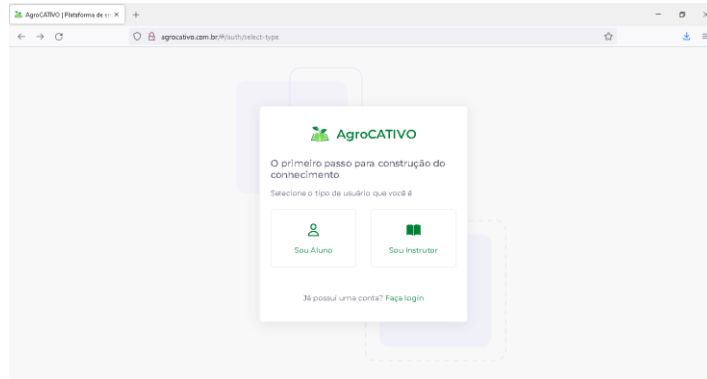 AgroCATIVO | Plataforma de en
agrocativo.com.br/#/auth/select-type
AgroCATIVO
O primeiro passo para construção do
conhecimento
Selecione o tipo de usuário que você é
Sou Aluno
Sou Instrutor
Já possui uma conta? Faça login